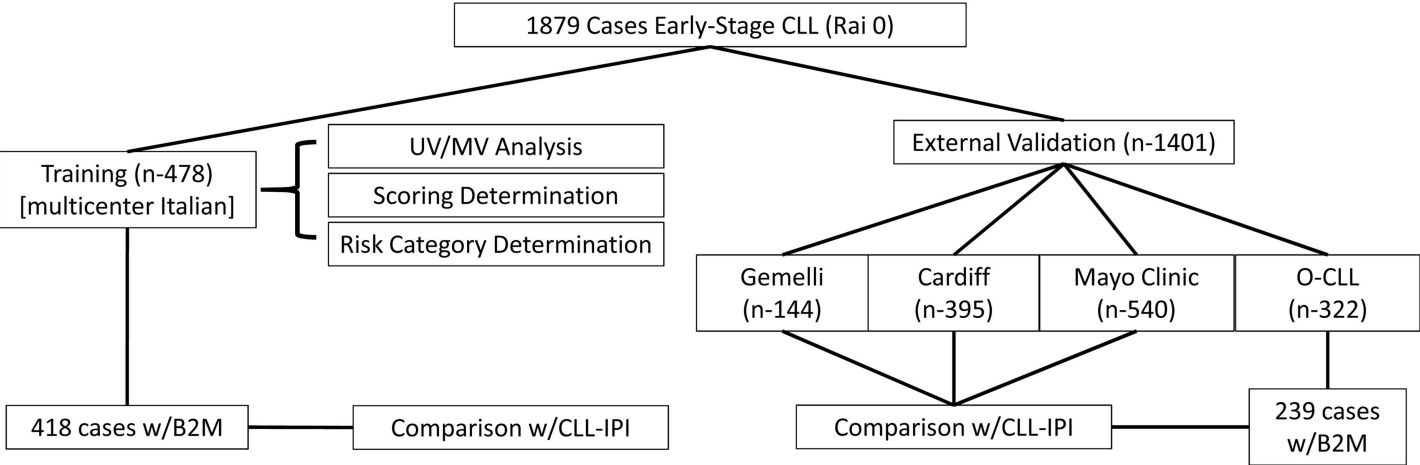 1879 Cases Early-Stage CLL (Rai 0)
Training (n-478)
[multicenter Italian]
UV/MV Analysis
Scoring Determination
Risk Category Determination
External Validation (n-1401)
Gemelli
(n-144)
Cardiff
(n-395)
Mayo Clinic
(n-540)
O-CLL
(n-322)
418 cases w/B2M
Comparison w/CLL-IPI
Comparison w/CLL-IPI
239 cases
w/B2M